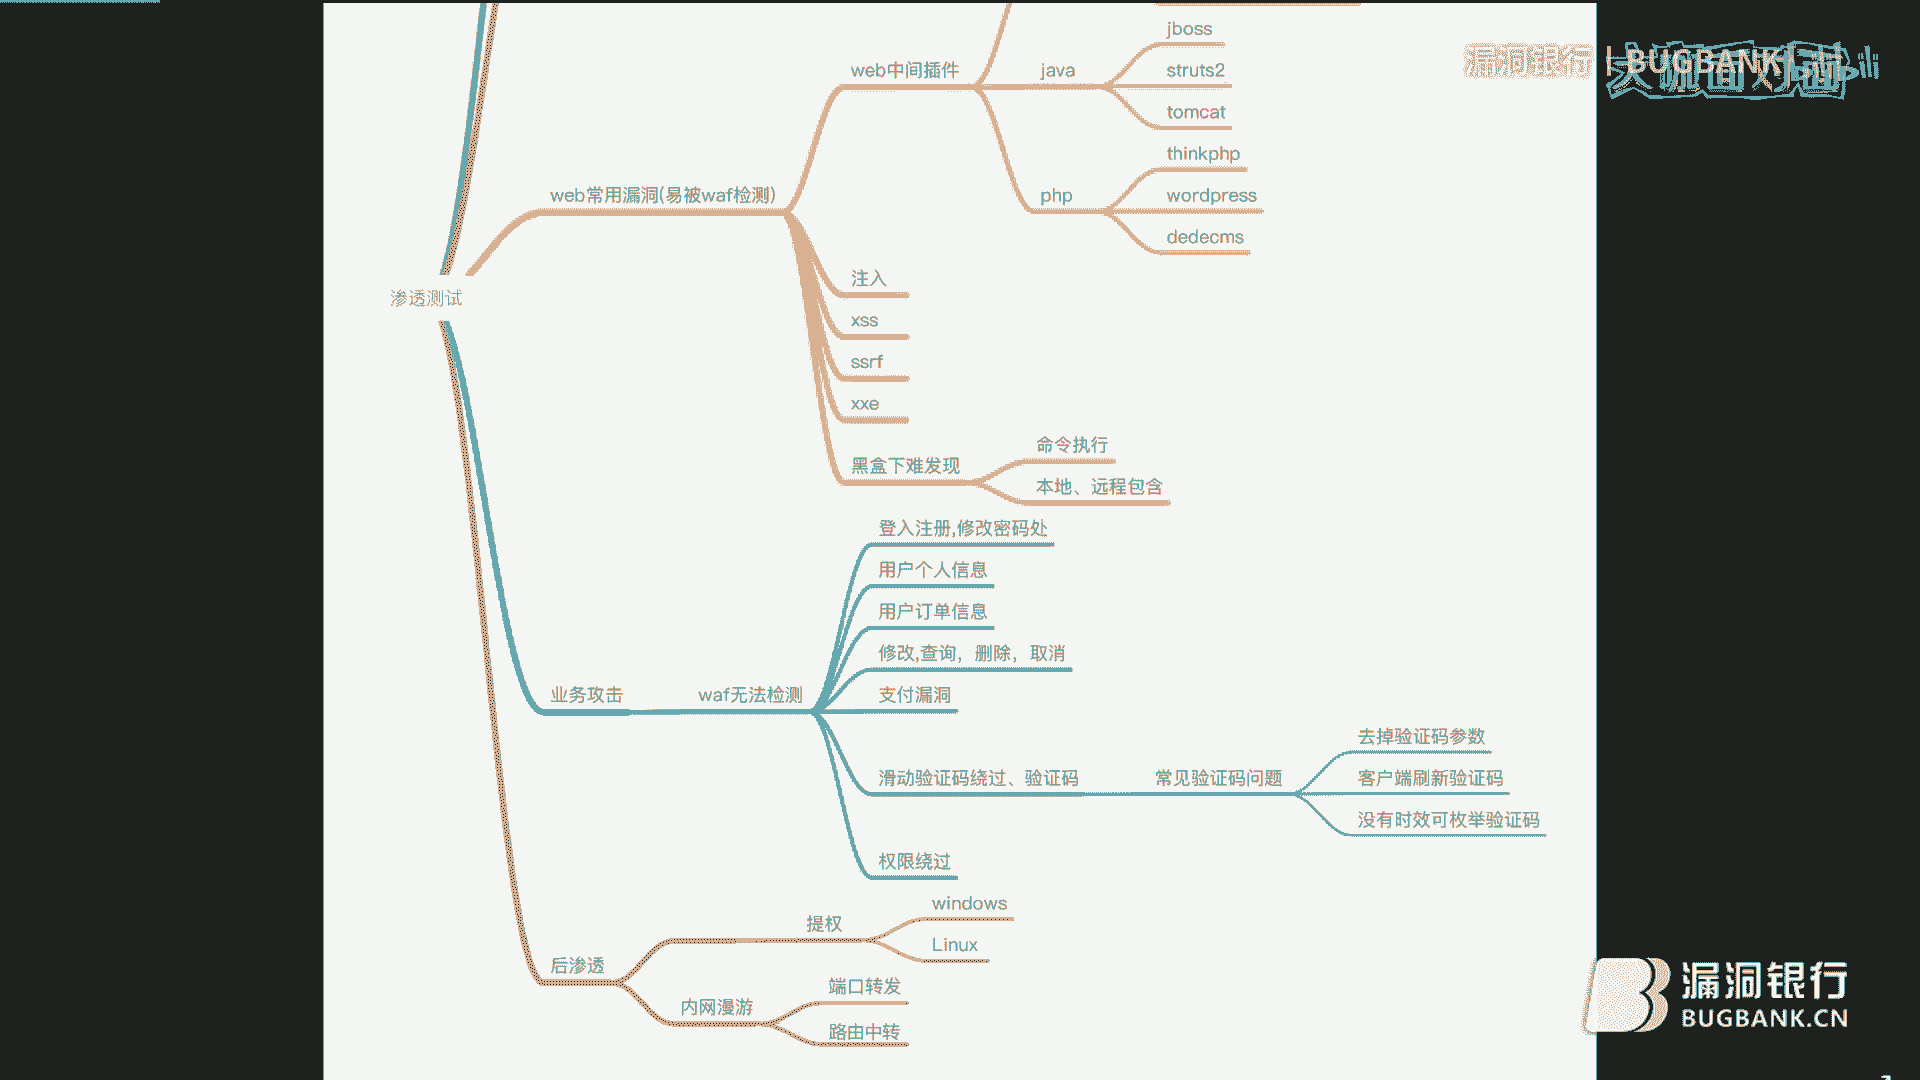 漏洞银行 | BUGBANK |
大咖面对面
jboss
web中间插件
java
struts2
tomcat
thinkphp
web常用漏洞(易被waf检测)
php
wordpress
dedecms
注入
渗透测试
xss
ssrf
xxe
命令执行
黑盒下难发现
本地、远程包含
登入注册,修改密码处
用户个人信息
用户订单信息
修改,查询，删除，取消
业务攻击
waf无法检测
支付漏洞
去掉验证码参数
滑动验证码绕过、验证码
常见验证码问题
客户端刷新验证码
没有时效可枚举验证码
权限绕过
windows
提权
Linux
后渗透
端口转发
内网漫游
路由中转
漏洞银行
BUGBANK.CN